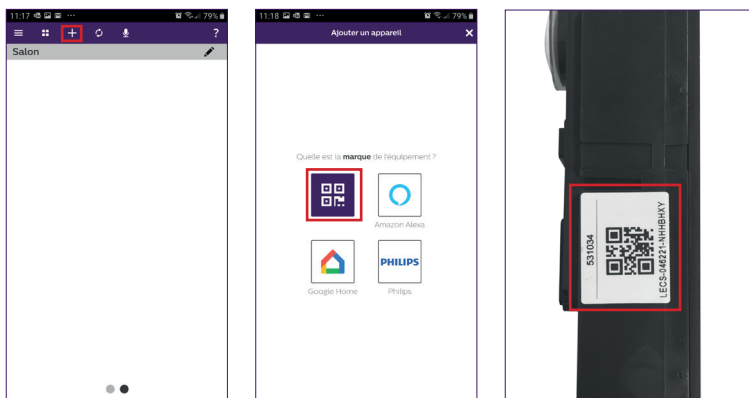 11:17
79%
?
Salon
11:18
79%
Ajouter un appareil
Quelle est la marque de l'équipement ?
Amazon Alexa
PHILIPS
Google Home
Philips
531034
LECS-046221-NHHBHXY